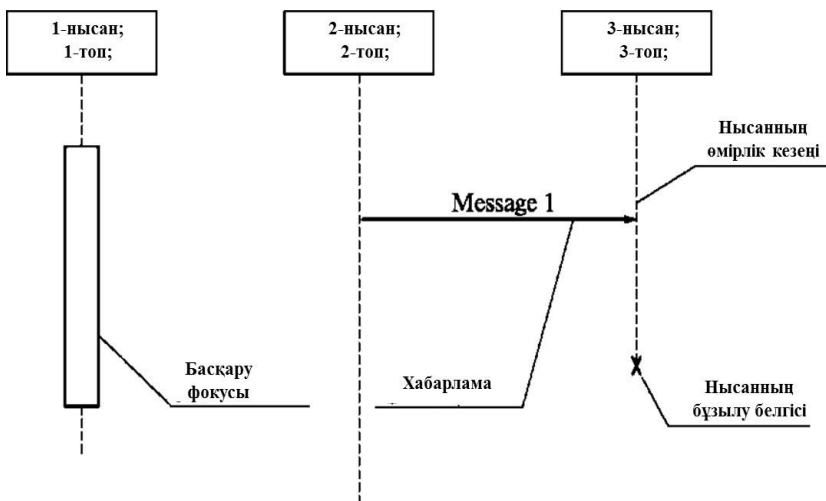 1-нысан;
1-топ;
2-нысан;
2-топ;
3-нысан;
3-топ;
Нысанның
өмірлік кезеңі
Message 1
Басқару
фокусы
Хабарлама
Нысанның
бұзылу белгісі